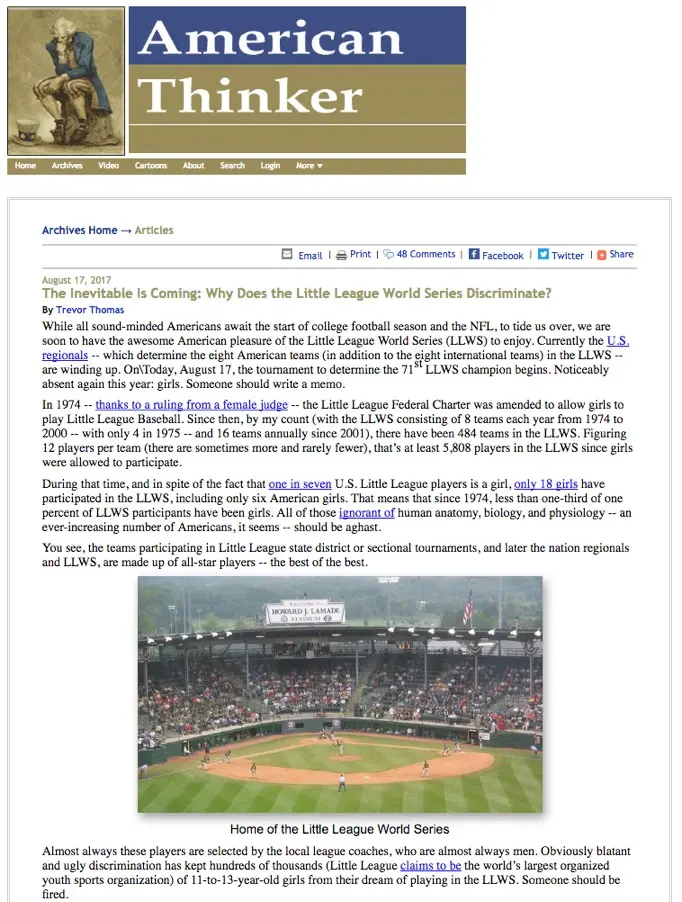 American
Thinker
Home Archives Video Cartoons About Search Login More
Archives Home → Articles
Email | Print | 48 Comments | Facebook | Twitter | Share
August 17, 2017
The Inevitable Is Coming: Why Does the Little League World Series Discriminate?
By Trevor Thomas
While all sound-minded Americans await the start of college football season and the NFL, to tide us over, we are
soon to have the awesome American pleasure of the Little League World Series (LLWS) to enjoy. Currently the U.S.
regionals -- which determine the eight American teams (in addition to the eight international teams) in the LLWS --
are winding up. On\Today, August 17, the tournament to determine the 71st LLWS champion begins. Noticeably
absent again this year: girls. Someone should write a memo.
In 1974 -- thanks to a ruling from a female judge -- the Little League Federal Charter was amended to allow girls to
play Little League Baseball. Since then, by my count (with the LLWS consisting of 8 teams each year from 1974 to
2000 -- with only 4 in 1975 -- and 16 teams annually since 2001), there have been 484 teams in the LLWS. Figuring
12 players per team (there are sometimes more and rarely fewer), that's at least 5,808 players in the LLWS since girls
were allowed to participate.
During that time, and in spite of the fact that one in seven U.S. Little League players is a girl, only 18 girls have
participated in the LLWS, including only six American girls. That means that since 1974, less than one-third of one
percent of LLWS participants have been girls. All of those ignorant of human anatomy, biology, and physiology -- an
ever-increasing number of Americans, it seems -- should be aghast.
You see, the teams participating in Little League state district or sectional tournaments, and later the nation regionals
and LLWS, are made up of all-star players -- the best of the best.
WELCOME TO
HOWARD J. LAMADE
STADIUM
Home of the Little League World Series
Almost always these players are selected by the local league coaches, who are almost always men. Obviously blatant
and ugly discrimination has kept hundreds of thousands (Little League claims to be the world's largest organized
youth sports organization) of 11-to-13-year-old girls from their dream of playing in the LLWS. Someone should be
fired.